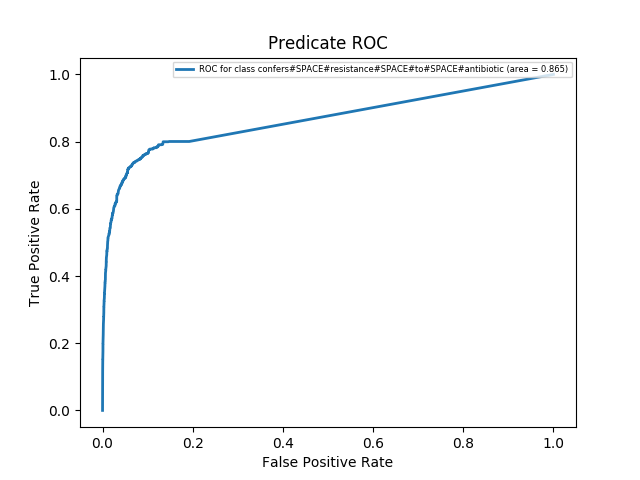 Predicate ROC
ROC for class confers#SPACE#resistance#SPACE#to#SPACE#antibiotic (area = 0.865)
True Positive Rate
1.0
0.8
0.6
0.4
0.2
0.0
0.0 0.2 0.4 0.6 0.8 1.0
False Positive Rate